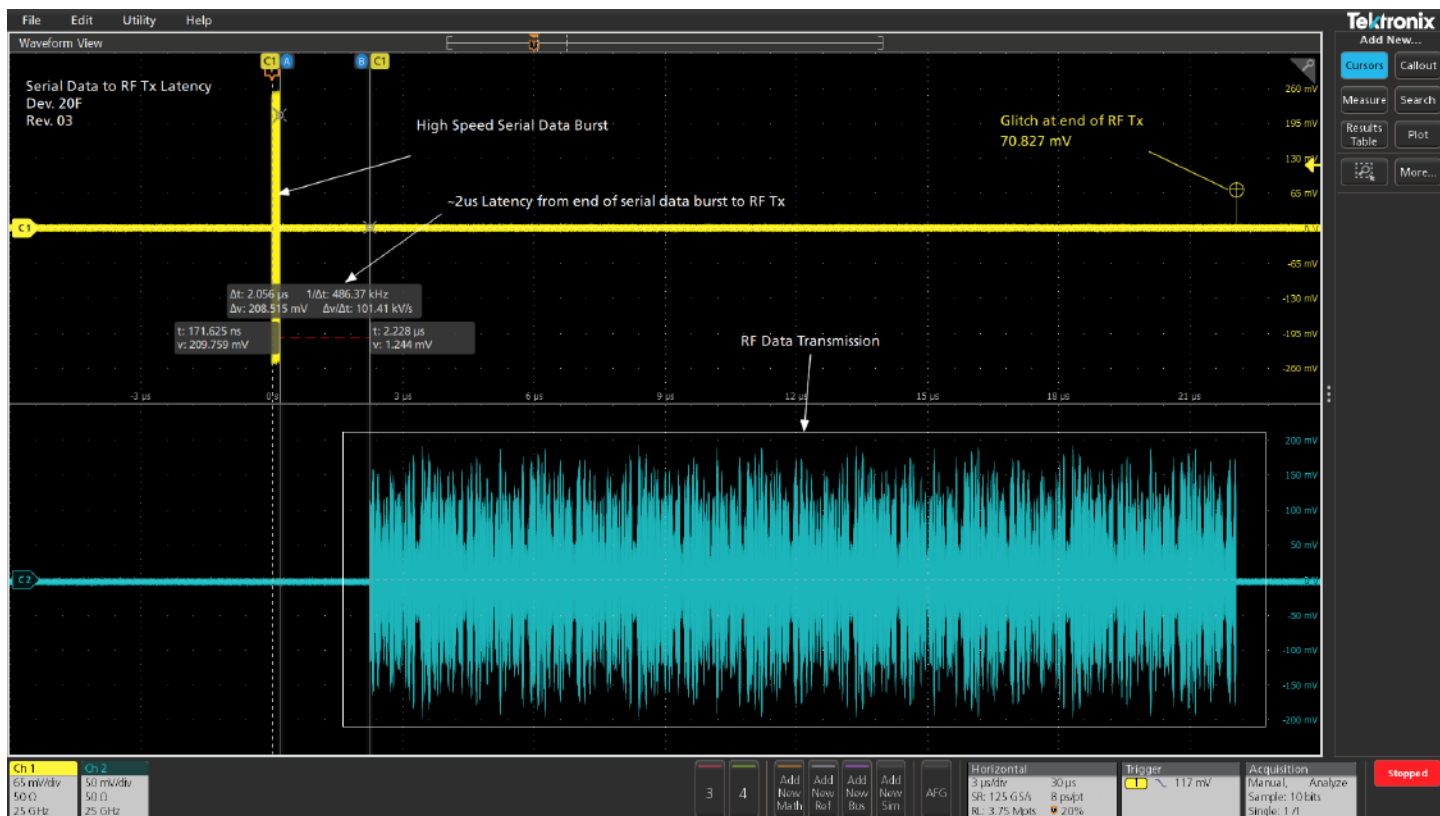 File Edit Utility Help
Tektronix
Waveform View
Add New...
C1 A B C1
Cursors Callout
Serial Data to RF Tx Latency
Dev. 20F
Rev. 03
260 mV
High Speed Serial Data Burst
Glitch at end of RF Tx
70.827 mV
Measure Search
195 mV
Results
Table
Plot
130 mV
More...
~2us Latency from end of serial data burst to RF Tx
65 mV
C1
0 V
-65 mV
Δt: 2.056 µs 1/Δt: 486.37 kHz
Δv: 208.515 mV Δv/Δt: 101.41 kV/s
-130 mV
t: 171.625 ns
v: 209.759 mV
t: 2.228 µs
v: 1.244 mV
-195 mV
RF Data Transmission
-260 mV
-3 µs 0 s 3 µs 6 µs 9 µs 12 µs 15 µs 18 µs 21 µs
200 mV
150 mV
100 mV
50 mV
C2
0 V
-50 mV
-100 mV
-150 mV
-200 mV
Ch 1
65 mV/div
50 Ω
25 GHz
Ch 2
50 mV/div
50 Ω
25 GHz
3
4
Add
New
Math
Add
New
Ref
Add
New
Bus
Add
New
Sim
AFG
Horizontal
3 µs/div 30 µs
SR: 125 GS/s 8 ps/pt
RL: 3.75 Mpts 20%
Trigger
1 117 mV
Acquisition
Manual, Analyze
Sample: 10 bits
Single: 1 /1
Stopped